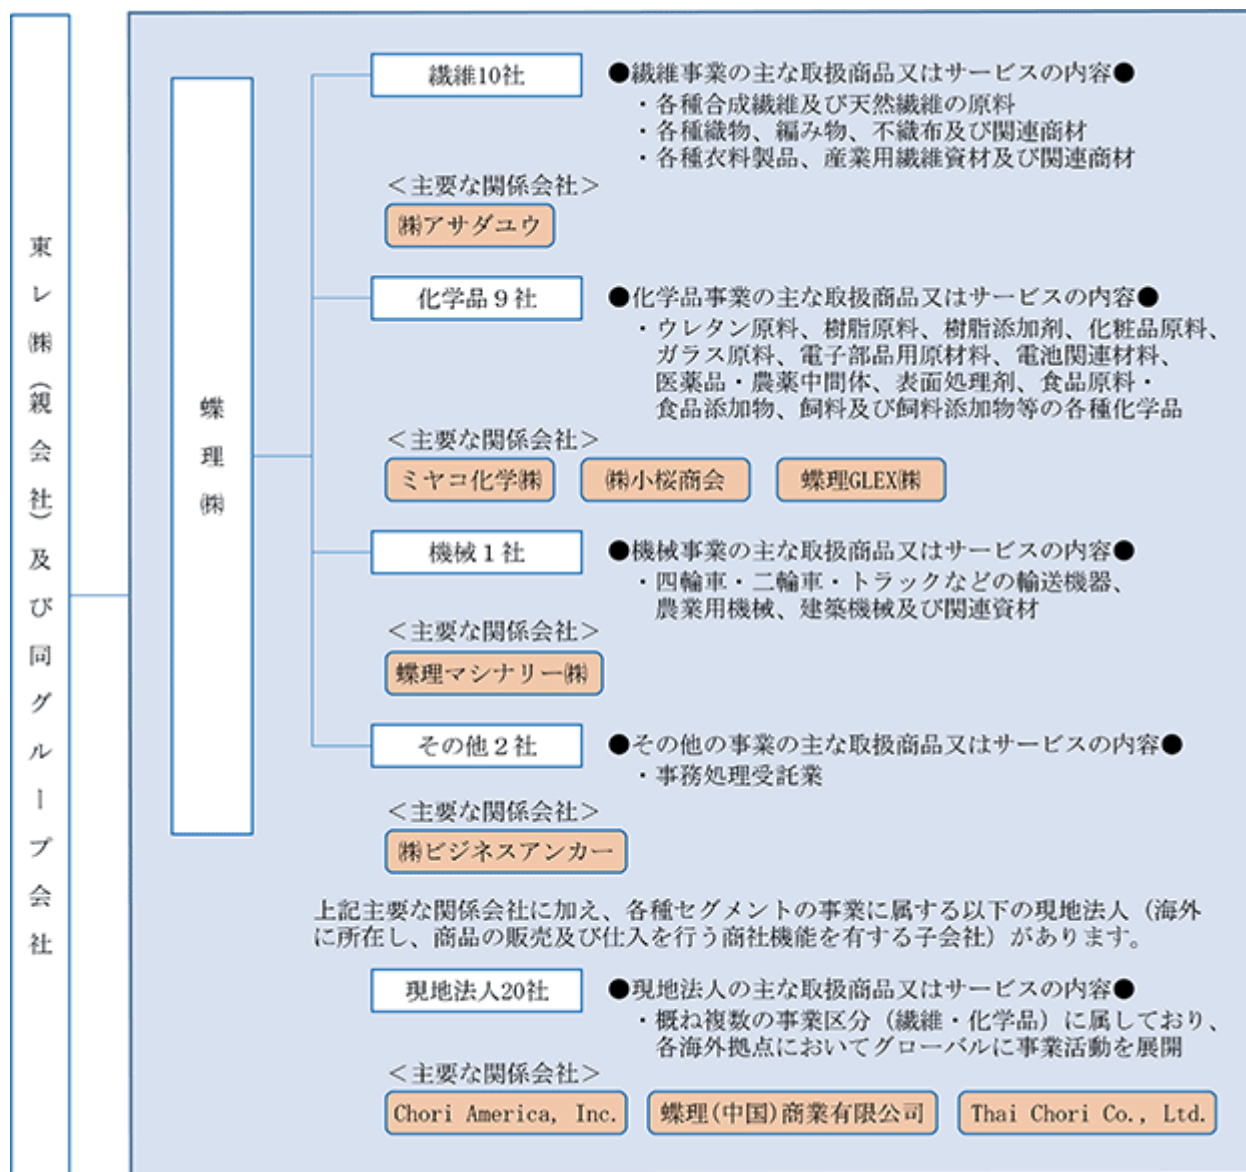 東レ㈱（親会社）及び同グループ会社
蝶理㈱
繊維10社
●繊維事業の主な取扱商品又はサービスの内容●
・各種合成繊維及び天然繊維の原料
・各種織物、編み物、不織布及び関連商材
・各種衣料製品、産業用繊維資材及び関連商材
＜主要な関係会社＞
㈱アサダユウ
化学品９社
●化学品事業の主な取扱商品又はサービスの内容●
・ウレタン原料、樹脂原料、樹脂添加剤、化粧品原料、
ガラス原料、電子部品用原材料、電池関連材料、
医薬品・農薬中間体、表面処理剤、食品原料・
食品添加物、飼料及び飼料添加物等の各種化学品
＜主要な関係会社＞
ミヤコ化学㈱ ㈱小桜商会 蝶理GLEX㈱
機械１社
●機械事業の主な取扱商品又はサービスの内容●
・四輪車・二輪車・トラックなどの輸送機器、
農業用機械、建築機械及び関連資材
＜主要な関係会社＞
蝶理マシナリー㈱
その他２社
●その他の事業の主な取扱商品又はサービスの内容●
・事務処理受託業
＜主要な関係会社＞
㈱ビジネスアンカー
上記主要な関係会社に加え、各種セグメントの事業に属する以下の現地法人（海外
に所在し、商品の販売及び仕入を行う商社機能を有する子会社）があります。
現地法人20社
●現地法人の主な取扱商品又はサービスの内容●
・概ね複数の事業区分（繊維・化学品）に属しており、
各海外拠点においてグローバルに事業活動を展開
＜主要な関係会社＞
Chori America, Inc. 蝶理(中国)商業有限公司 Thai Chori Co., Ltd.